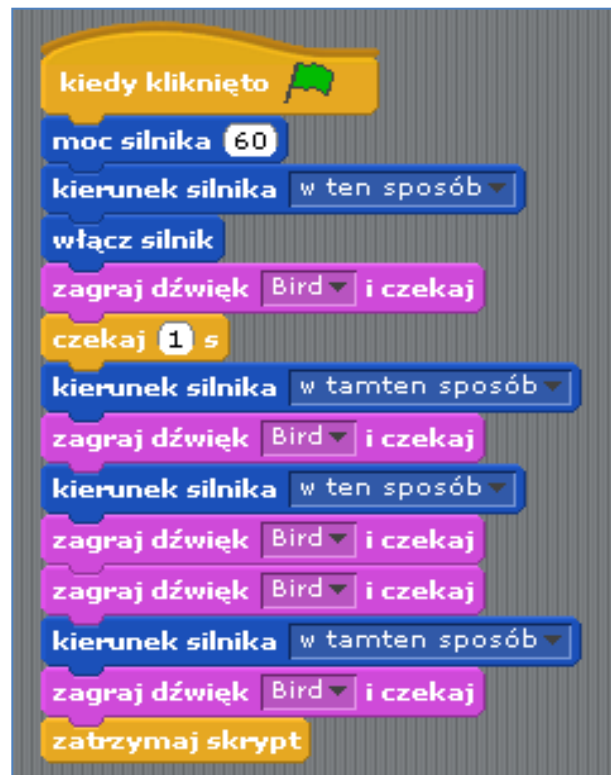 kiedy kliknięto
moc silnika 60
kierunek silnika w ten sposób
włącz silnik
zagraj dźwięk Bird i czekaj
czekaj 1 s
kierunek silnika w tamten sposób
zagraj dźwięk Bird i czekaj
kierunek silnika w ten sposób
zagraj dźwięk Bird i czekaj
zagraj dźwięk Bird i czekaj
kierunek silnika w tamten sposób
zagraj dźwięk Bird i czekaj
zatrzymaj skrypt